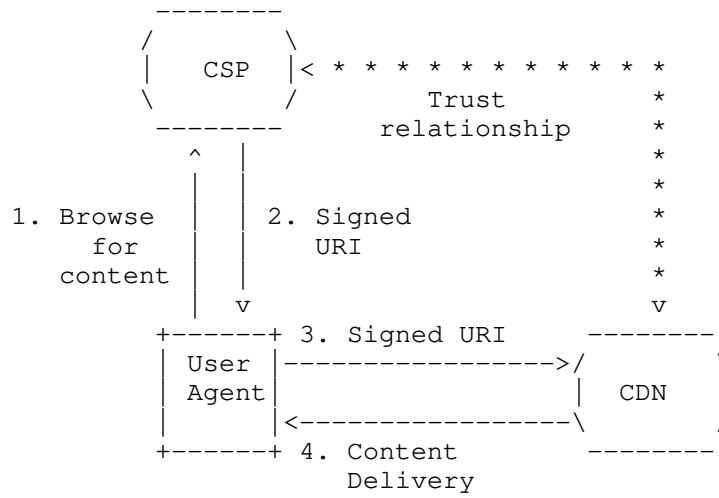 CSP
Trust
relationship
1. Browse
for
content
2. Signed
URI
3. Signed URI
User
Agent
CDN
4. Content
Delivery